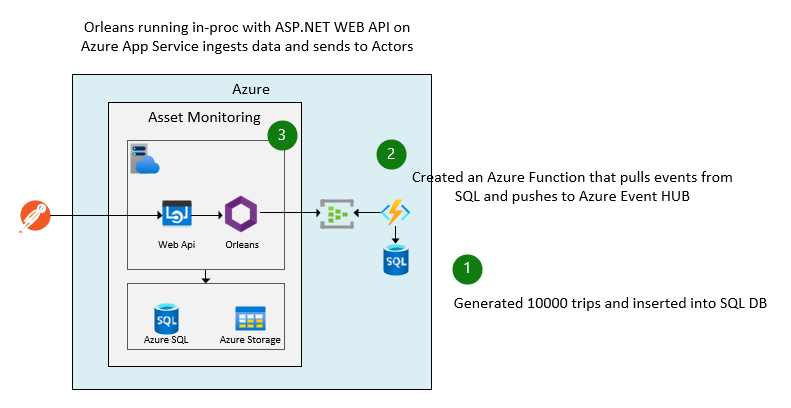 Orleans running in-proc with ASP.NET WEB API on
Azure App Service ingests data and sends to Actors
Azure
Asset Monitoring
3
2
Created an Azure Function that pulls events from
SQL and pushes to Azure Event HUB
Web Api
Orleans
SQL
1
Generated 10000 trips and inserted into SQL DB
SQL
Azure SQL
Azure Storage